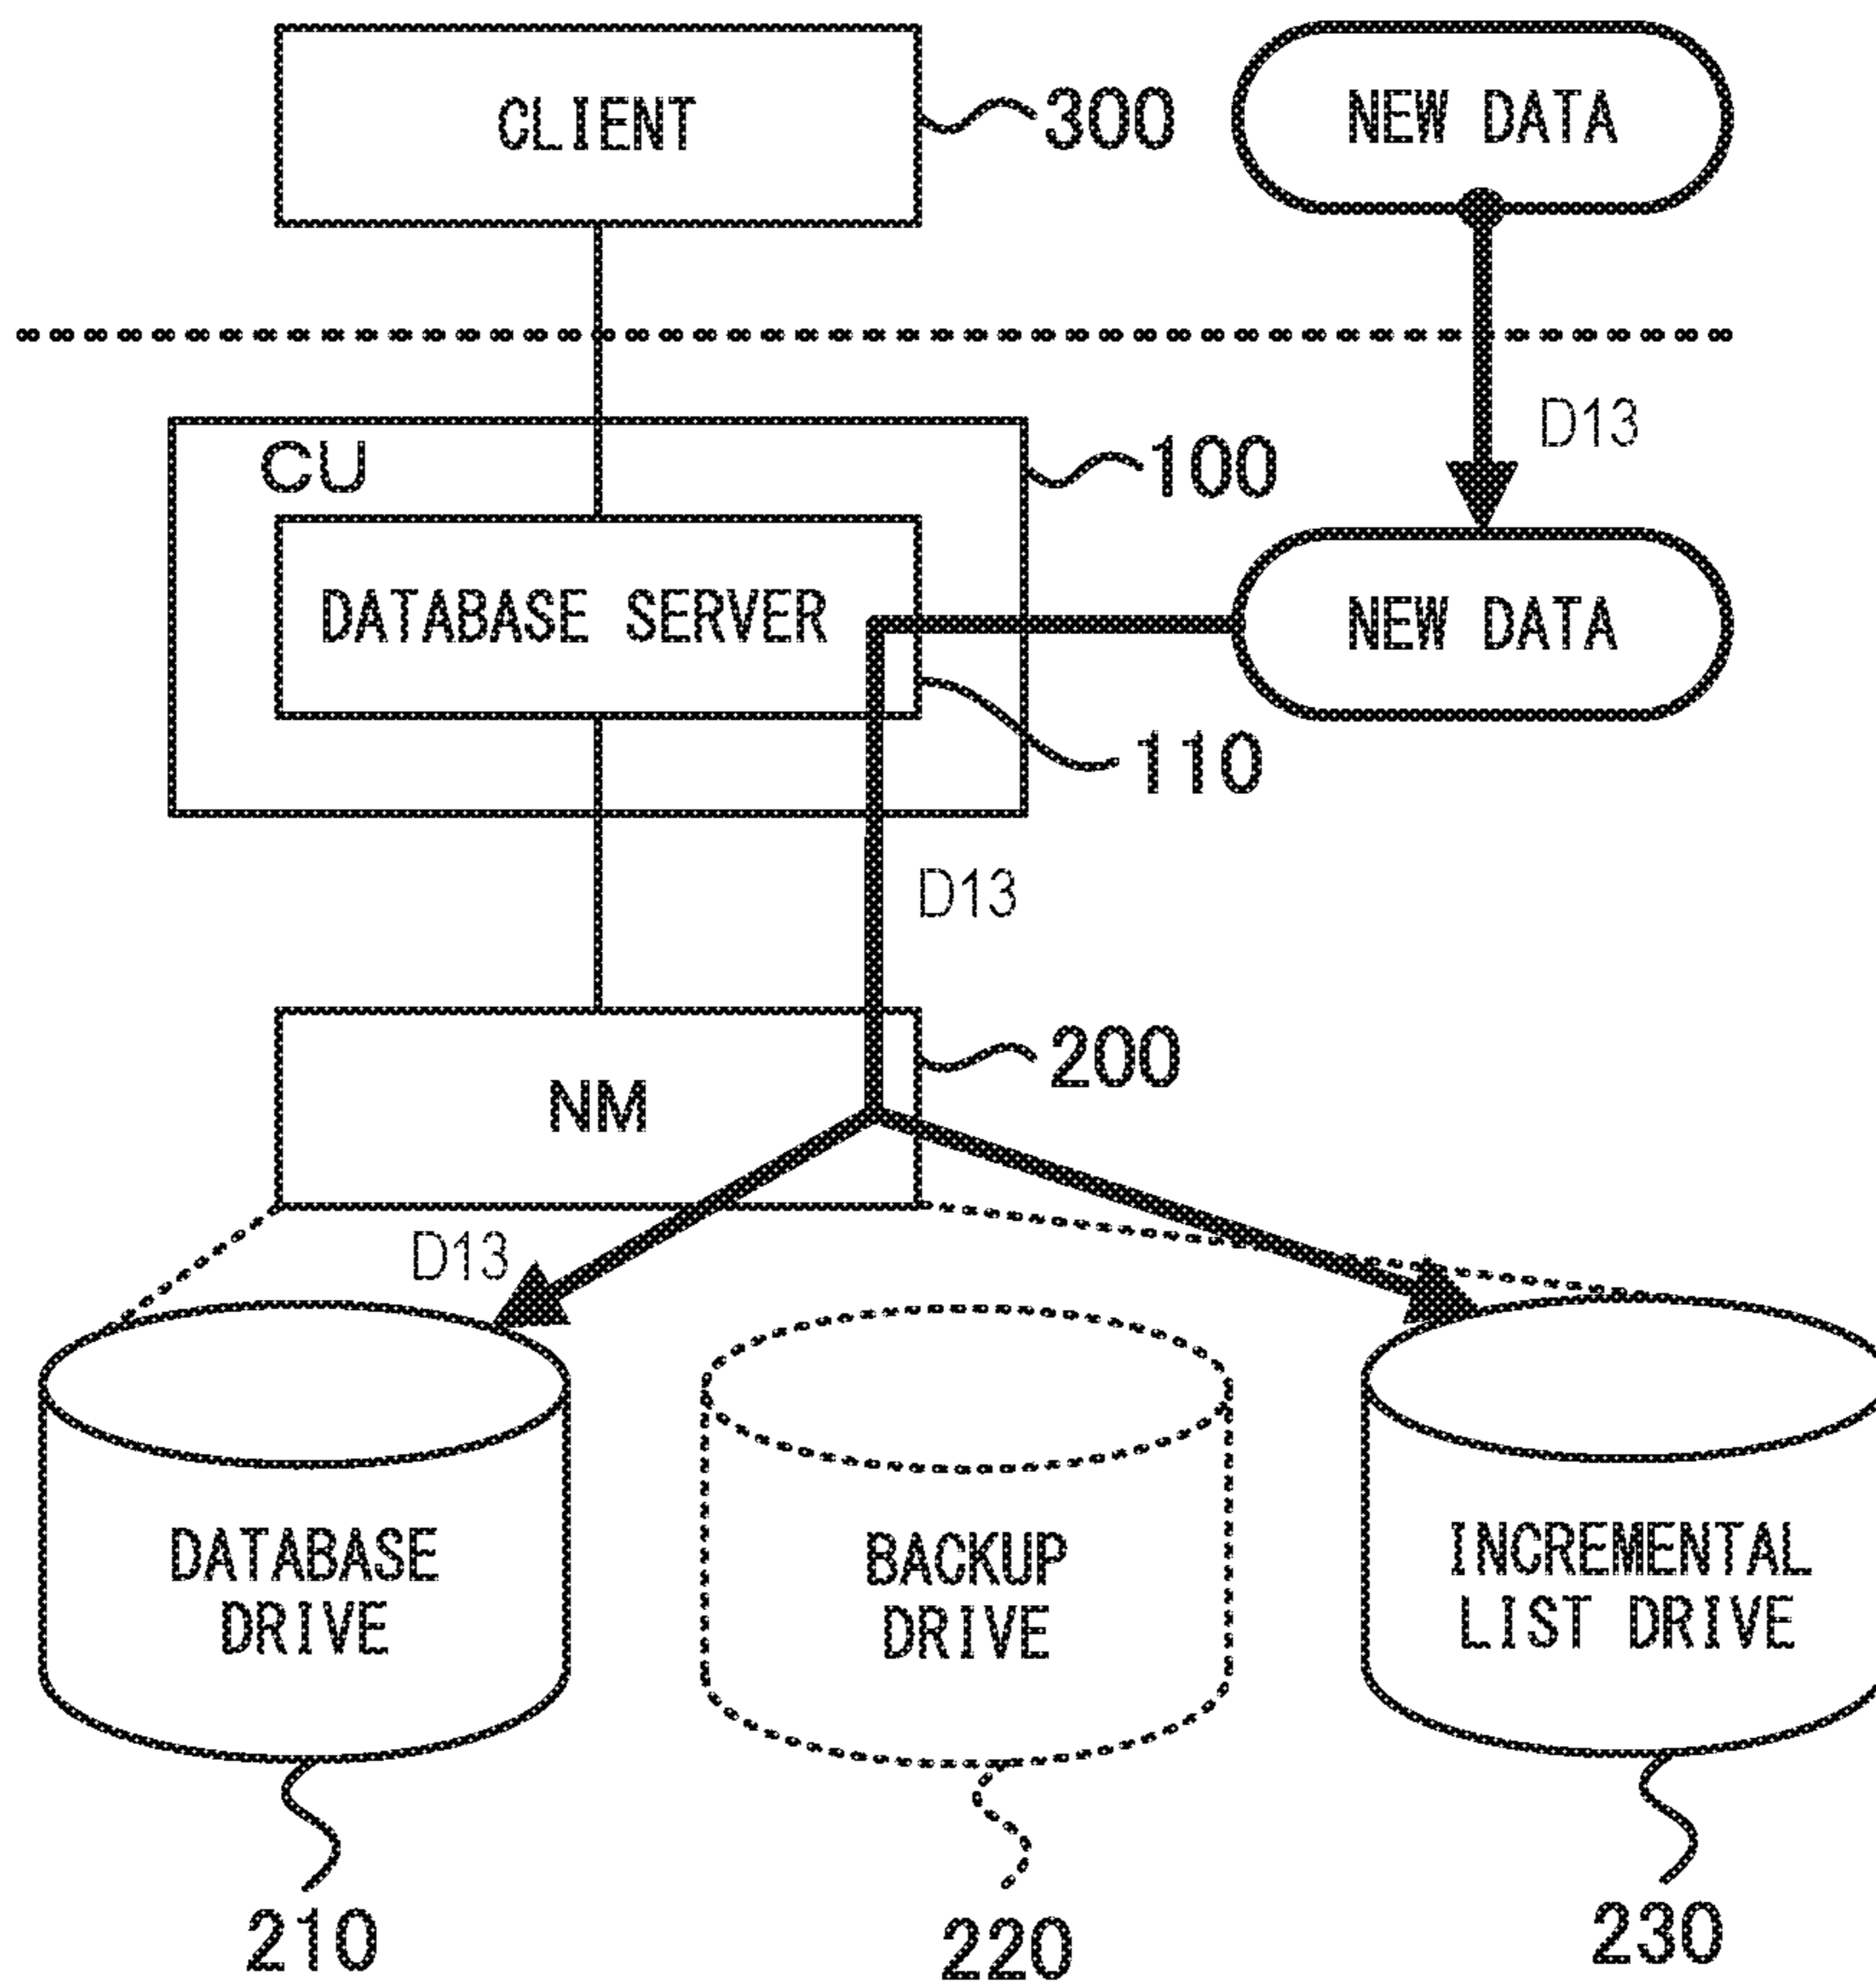 CLIENT
300
NEW DATA
D13
CU
100
DATABASE SERVER
NEW DATA
110
D13
NM
200
D13
DATABASE
DRIVE
BACKUP
DRIVE
INCREMENTAL
LIST DRIVE
210
220
230